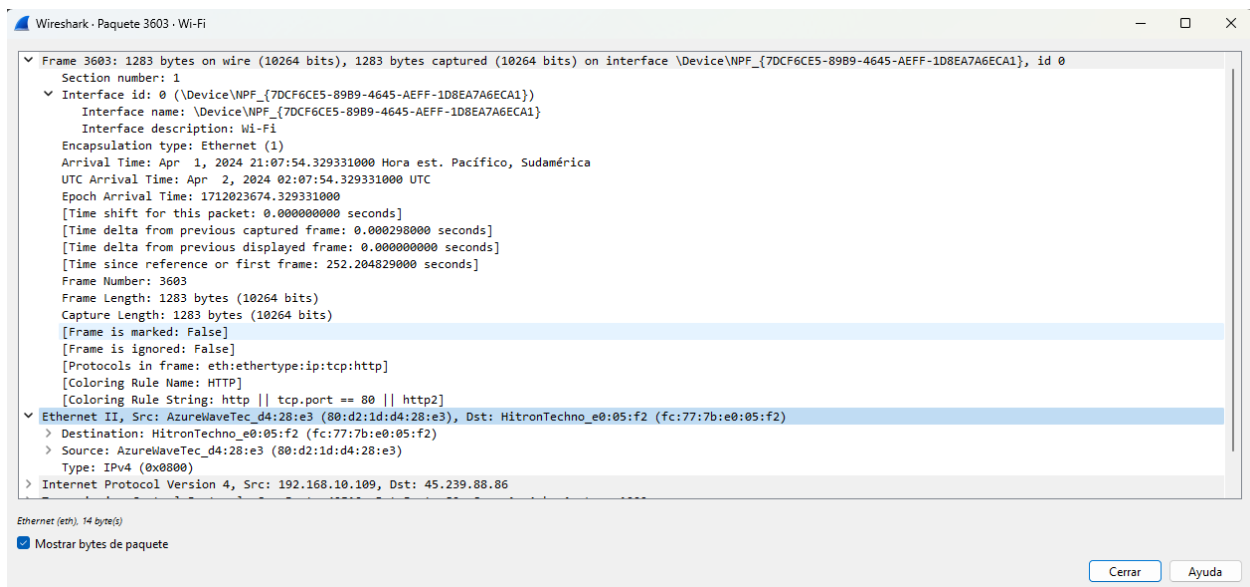 Wireshark · Paquete 3603 · Wi-Fi
Frame 3603: 1283 bytes on wire (10264 bits), 1283 bytes captured (10264 bits) on interface \Device\NPF_{7DCF6CE5-89B9-4645-AEFF-1D8EA7A6ECA1}, id 0
Section number: 1
Interface id: 0 (\Device\NPF_{7DCF6CE5-89B9-4645-AEFF-1D8EA7A6ECA1})
Interface name: \Device\NPF_{7DCF6CE5-89B9-4645-AEFF-1D8EA7A6ECA1}
Interface description: Wi-Fi
Encapsulation type: Ethernet (1)
Arrival Time: Apr  1, 2024 21:07:54.329331000 Hora est. Pacífico, Sudamérica
UTC Arrival Time: Apr  2, 2024 02:07:54.329331000 UTC
Epoch Arrival Time: 1712023674.329331000
[Time shift for this packet: 0.000000000 seconds]
[Time delta from previous captured frame: 0.000298000 seconds]
[Time delta from previous displayed frame: 0.000000000 seconds]
[Time since reference or first frame: 252.204829000 seconds]
Frame Number: 3603
Frame Length: 1283 bytes (10264 bits)
Capture Length: 1283 bytes (10264 bits)
[Frame is marked: False]
[Frame is ignored: False]
[Protocols in frame: eth:ethertype:ip:tcp:http]
[Coloring Rule Name: HTTP]
[Coloring Rule String: http || tcp.port == 80 || http2]
Ethernet II, Src: AzureWaveTec_d4:28:e3 (80:d2:1d:d4:28:e3), Dst: HitronTechno_e0:05:f2 (fc:77:7b:e0:05:f2)
Destination: HitronTechno_e0:05:f2 (fc:77:7b:e0:05:f2)
Source: AzureWaveTec_d4:28:e3 (80:d2:1d:d4:28:e3)
Type: IPv4 (0x0800)
Internet Protocol Version 4, Src: 192.168.10.109, Dst: 45.239.88.86
Ethernet (eth), 14 byte(s)
Mostrar bytes de paquete
Cerrar
Ayuda